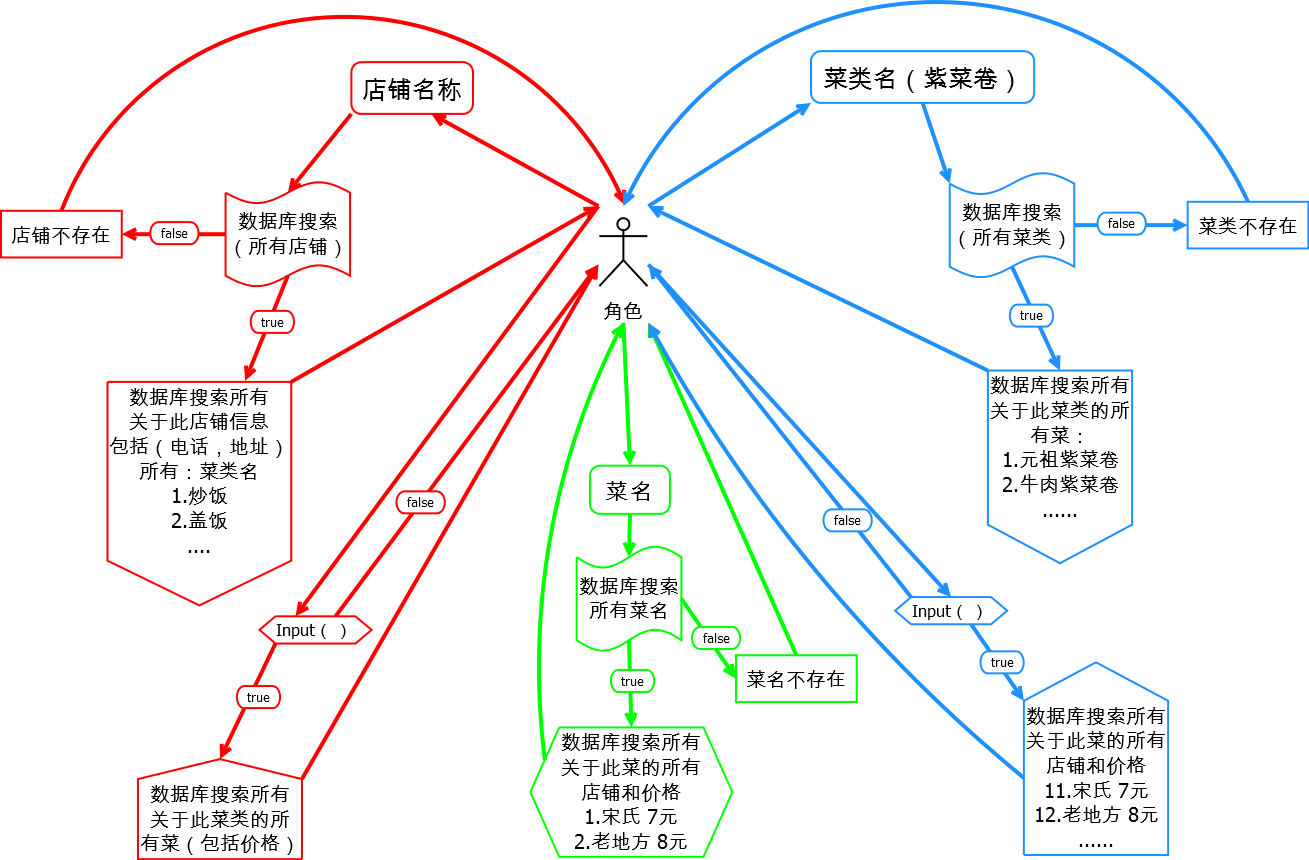 店铺名称
菜类名（紫菜卷）
数据库搜索
（所有店铺）
false
店铺不存在
true
数据库搜索
（所有菜类）
false
菜类不存在
true
角色
数据库搜索所有
关于此店铺信息
包括（电话，地址）
所有：菜类名
1.炒饭
2.盖饭
....
数据库搜索所有
关于此菜类的所
有菜：
1.元祖紫菜卷
2.牛肉紫菜卷
......
false
菜名
false
数据库搜索
所有菜名
false
true
菜名不存在
Input（ ）
true
Input（ ）
true
数据库搜索所有
关于此菜类的所
有菜（包括价格）
数据库搜索所有
关于此菜的所有
店铺和价格
1.宋氏 7元
2.老地方 8元
数据库搜索所有
关于此菜的所有
店铺和价格
11.宋氏 7元
12.老地方 8元
......